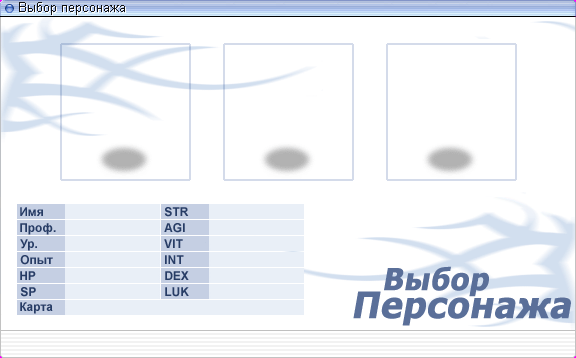 Выбор персонажа
Имя STR
Проф. AGI
Ур. VIT
Опыт INT
HP DEX
SP LUK
Карта
Выбор
Персонажа